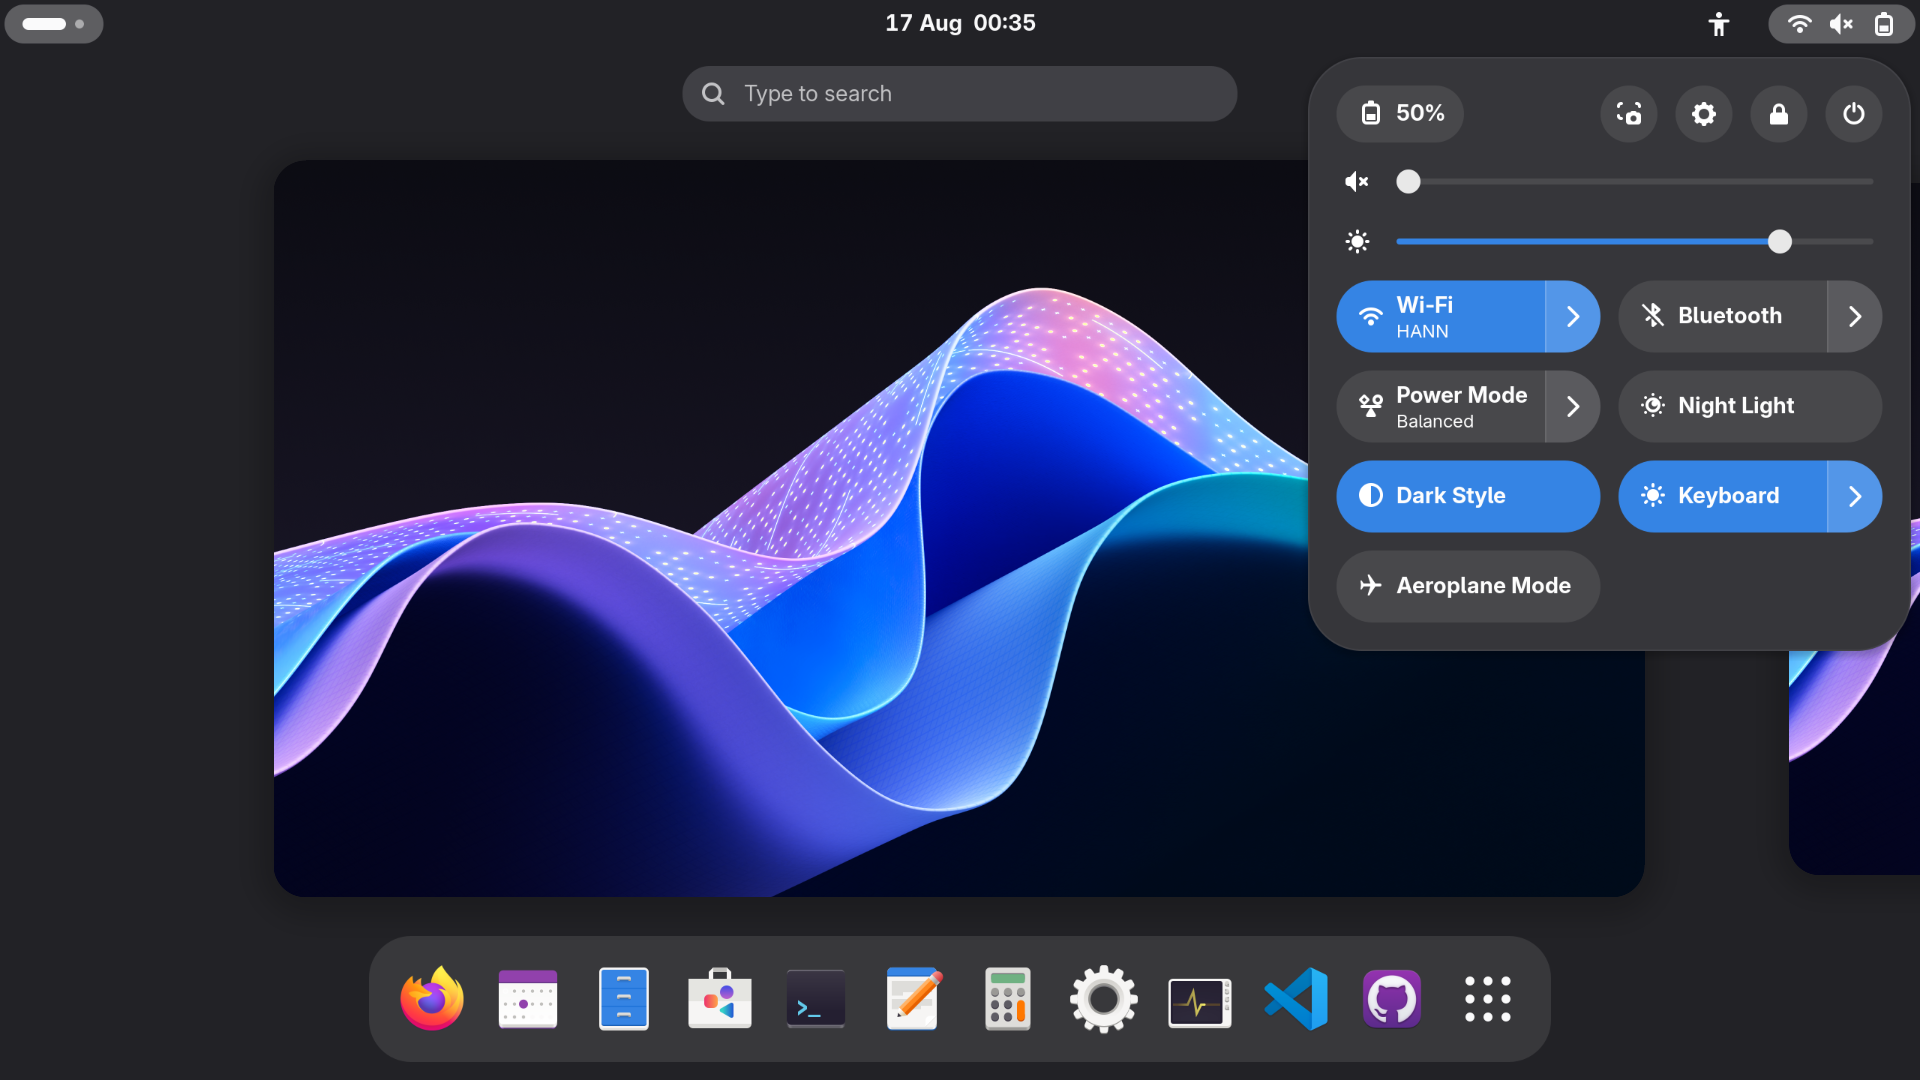 17 Aug 00:35
Type to search
50%
Wi-Fi
HANN
Bluetooth
Power Mode
Balanced
Night Light
Dark Style
Keyboard
Aeroplane Mode
>_